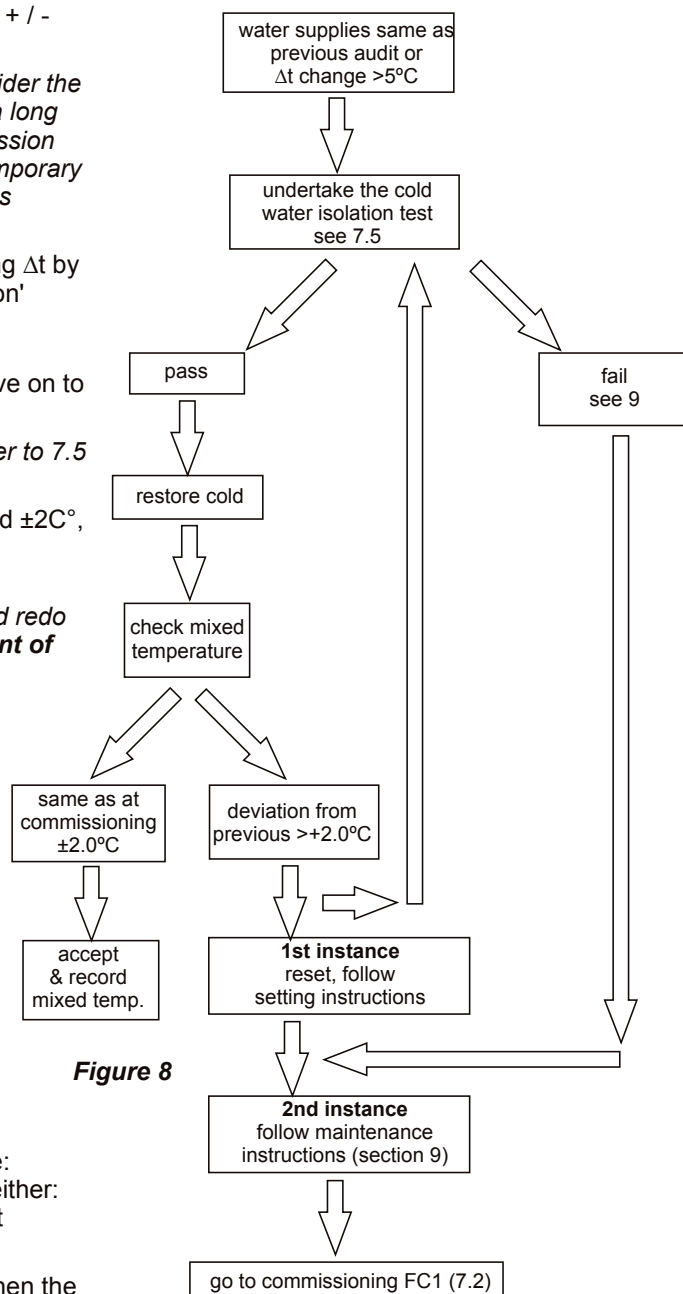 + / -
ider the
a long
ssion
mporary
s
ng Δt by
on'
ve on to
er to 7.5
d ±2C°,
d redo
nt of
water supplies same as
previous audit or
Δt change >5ºC
undertake the cold
water isolation test
see 7.5
pass
fail
see 9
restore cold
check mixed
temperature
same as at
commissioning
±2.0ºC
deviation from
previous >+2.0ºC
accept
& record
mixed temp.
1st instance
reset, follow
setting instructions
Figure 8
2nd instance
follow maintenance
instructions (section 9)
go to commissioning FC1 (7.2)
e:
either:
t
hen the